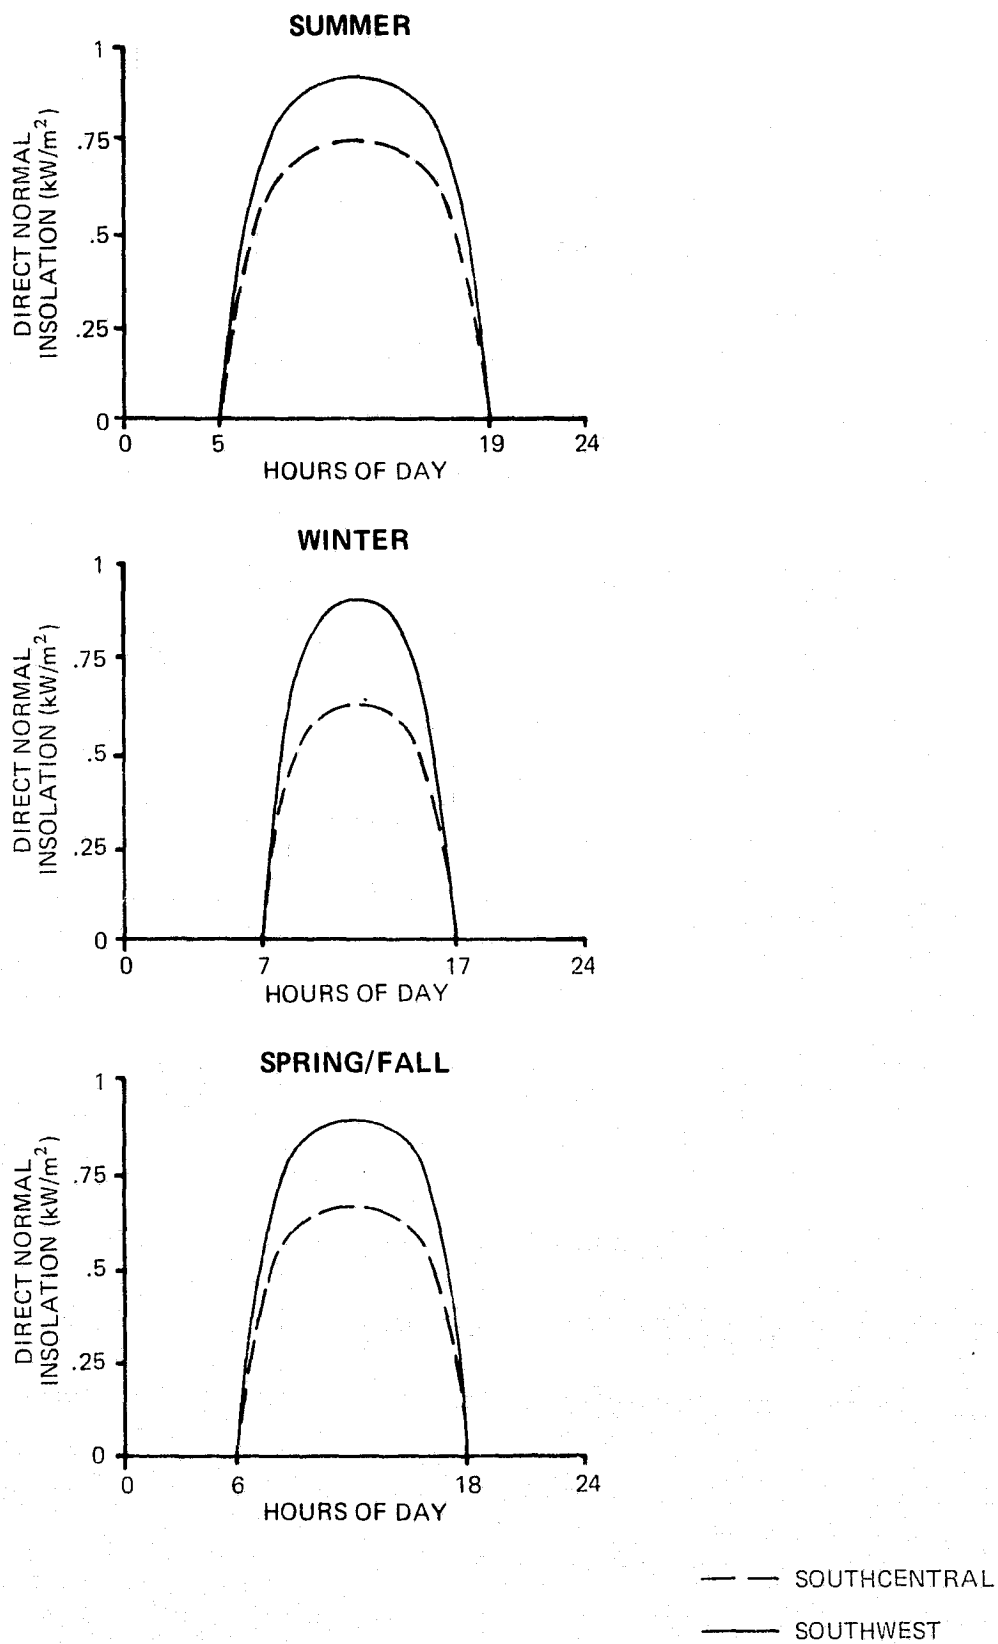 SUMMER
1
.75
.5
.25
0
DIRECT NORMAL
INSOLATION (kW/m²)
0 5 19 24
HOURS OF DAY
WINTER
1
.75
.5
.25
0
DIRECT NORMAL
INSOLATION (kW/m²)
0 7 17 24
HOURS OF DAY
SPRING/FALL
1
.75
.5
.25
0
DIRECT NORMAL
INSOLATION (kW/m²)
0 6 18 24
HOURS OF DAY
SOUTHCENTRAL
SOUTHWEST